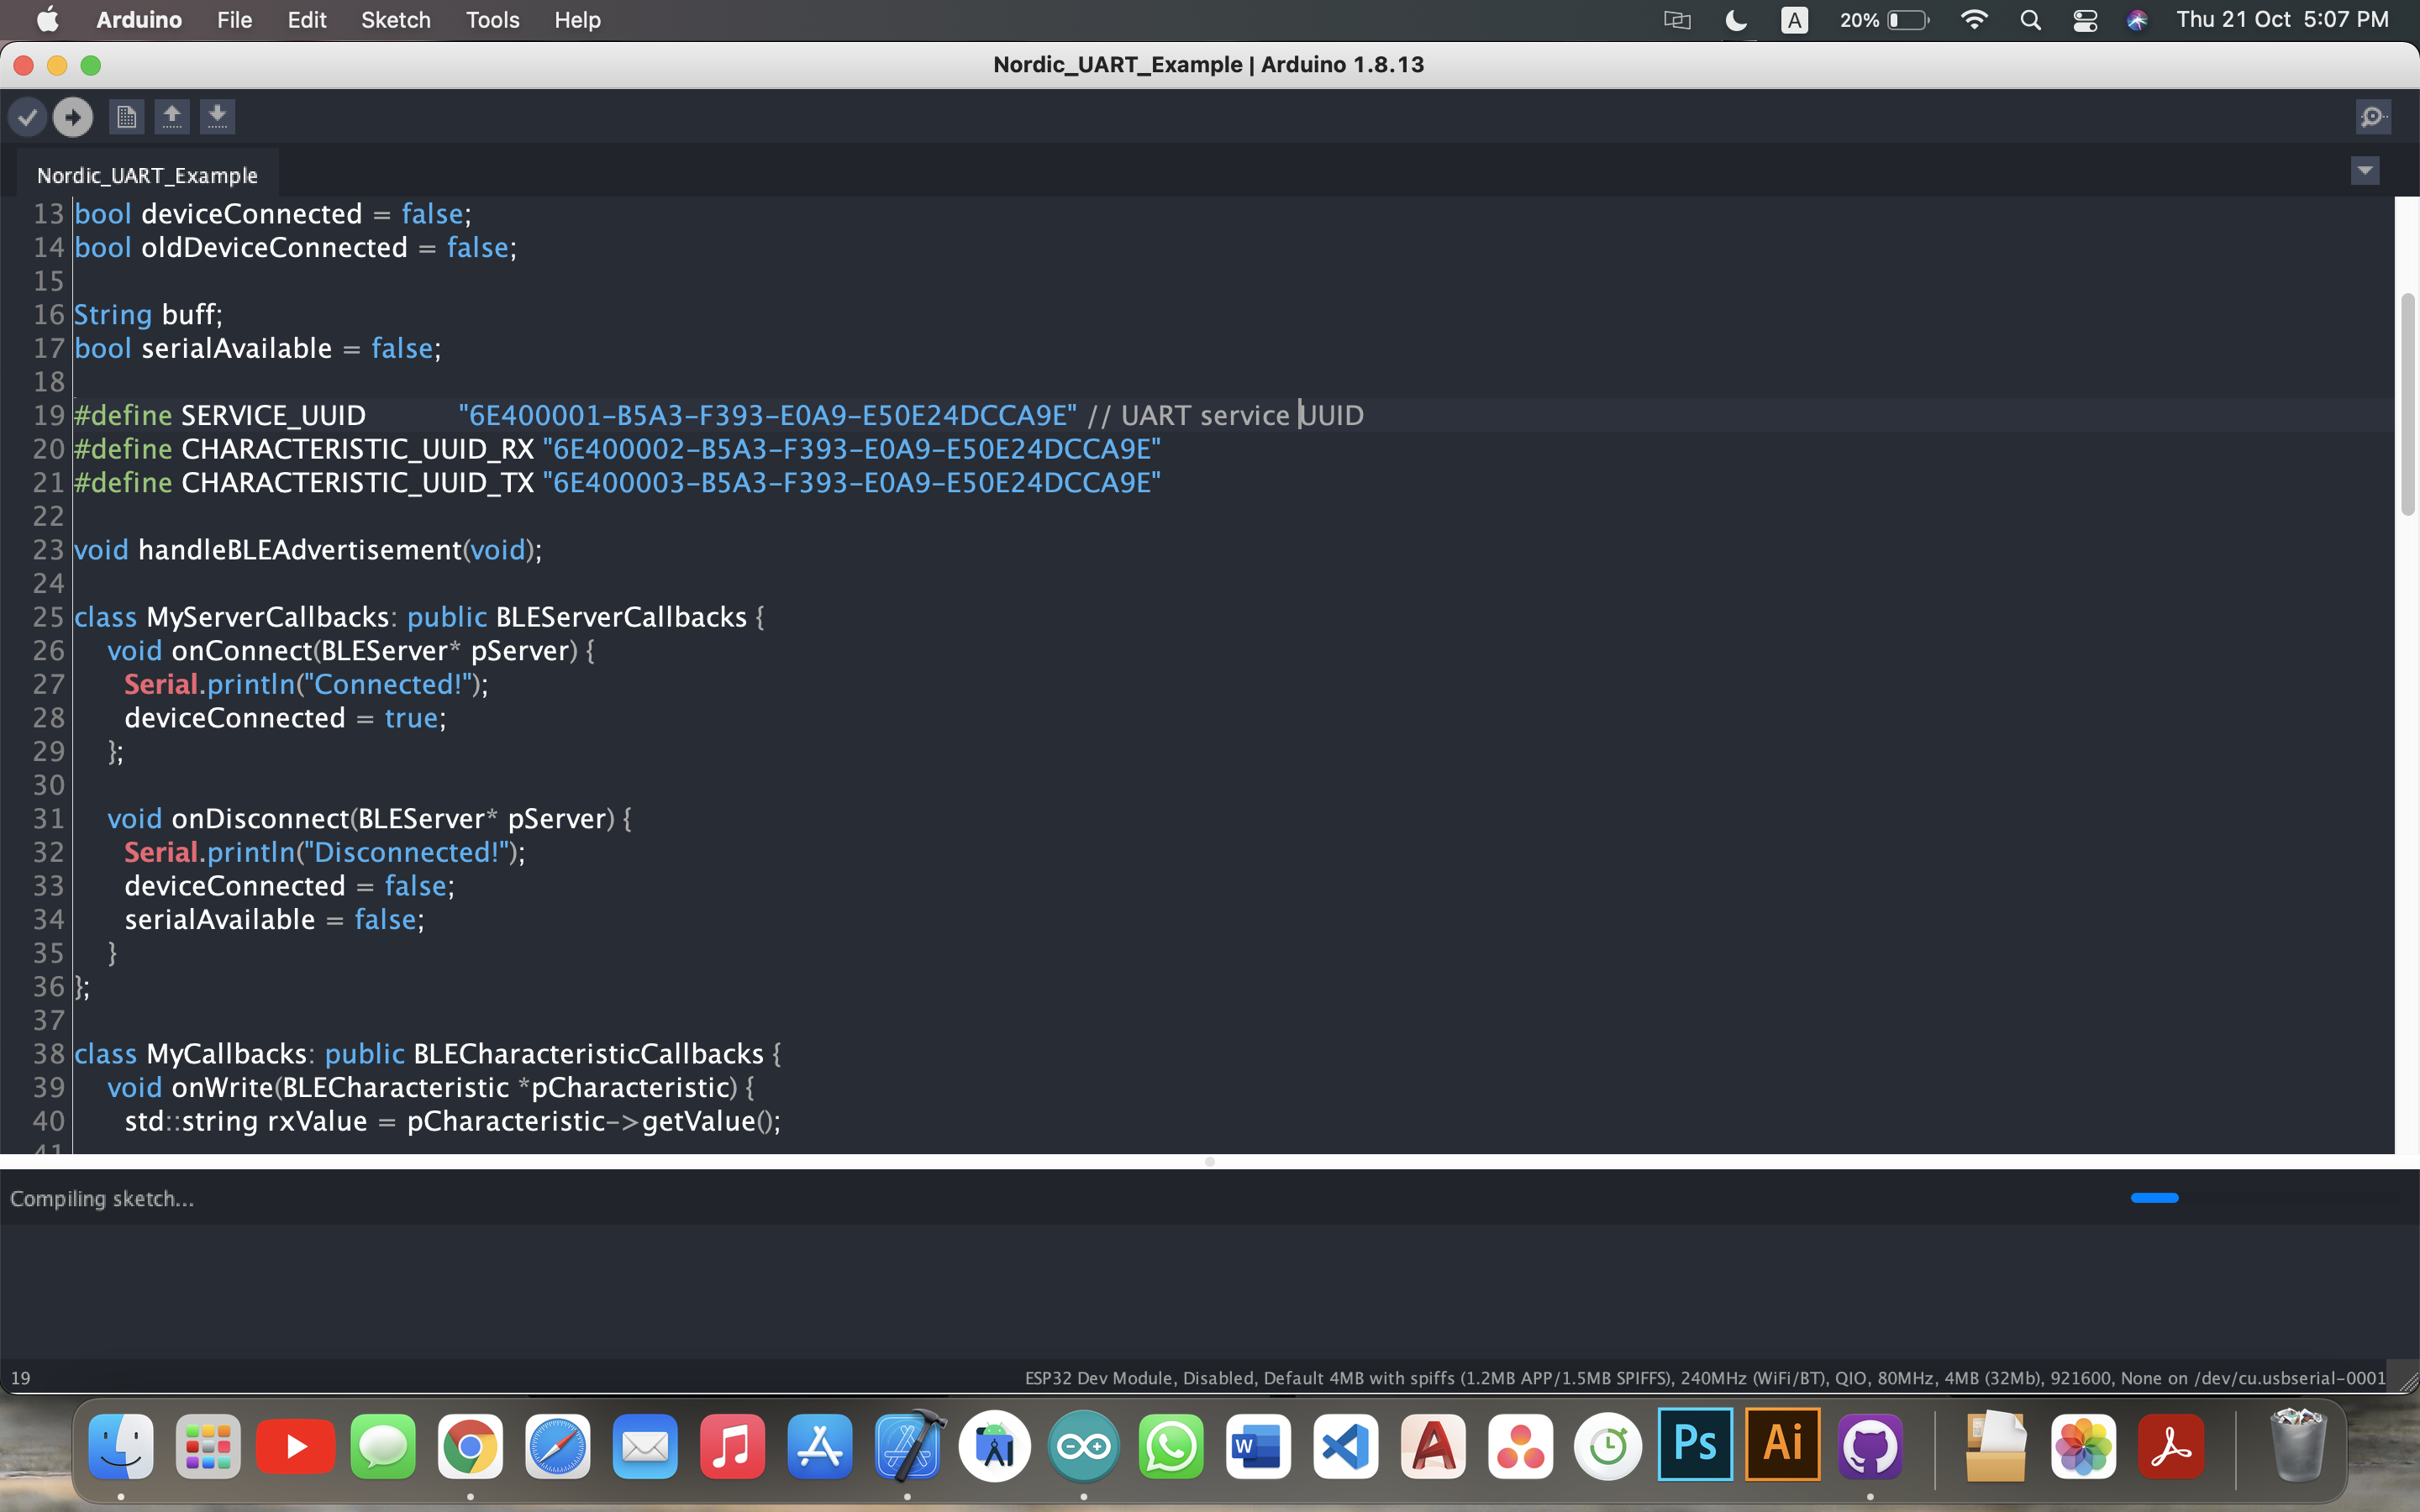 Arduino File Edit Sketch Tools Help A 20% Thu 21 Oct 5:07 PM
Nordic_UART_Example | Arduino 1.8.13
Nordic_UART_Example
13 bool deviceConnected = false;
14 bool oldDeviceConnected = false;
15
16 String buff;
17 bool serialAvailable = false;
18
19 #define SERVICE_UUID "6E400001-B5A3-F393-E0A9-E50E24DCCA9E" // UART service UUID
20 #define CHARACTERISTIC_UUID_RX "6E400002-B5A3-F393-E0A9-E50E24DCCA9E"
21 #define CHARACTERISTIC_UUID_TX "6E400003-B5A3-F393-E0A9-E50E24DCCA9E"
22
23 void handleBLEAdvertisement(void);
24
25 class MyServerCallbacks: public BLEServerCallbacks {
26 void onConnect(BLEServer* pServer) {
27 Serial.println("Connected!");
28 deviceConnected = true;
29 };
30
31 void onDisconnect(BLEServer* pServer) {
32 Serial.println("Disconnected!");
33 deviceConnected = false;
34 serialAvailable = false;
35 }
36 };
37
38 class MyCallbacks: public BLECharacteristicCallbacks {
39 void onWrite(BLECharacteristic *pCharacteristic) {
40 std::string rxValue = pCharacteristic->getValue();
41
Compiling sketch...
19 ESP32 Dev Module, Disabled, Default 4MB with spiffs (1.2MB APP/1.5MB SPIFFS), 240MHz (WiFi/BT), QIO, 80MHz, 4MB (32Mb), 921600, None on /dev/cu.usbserial-0001
W A Ps Ai